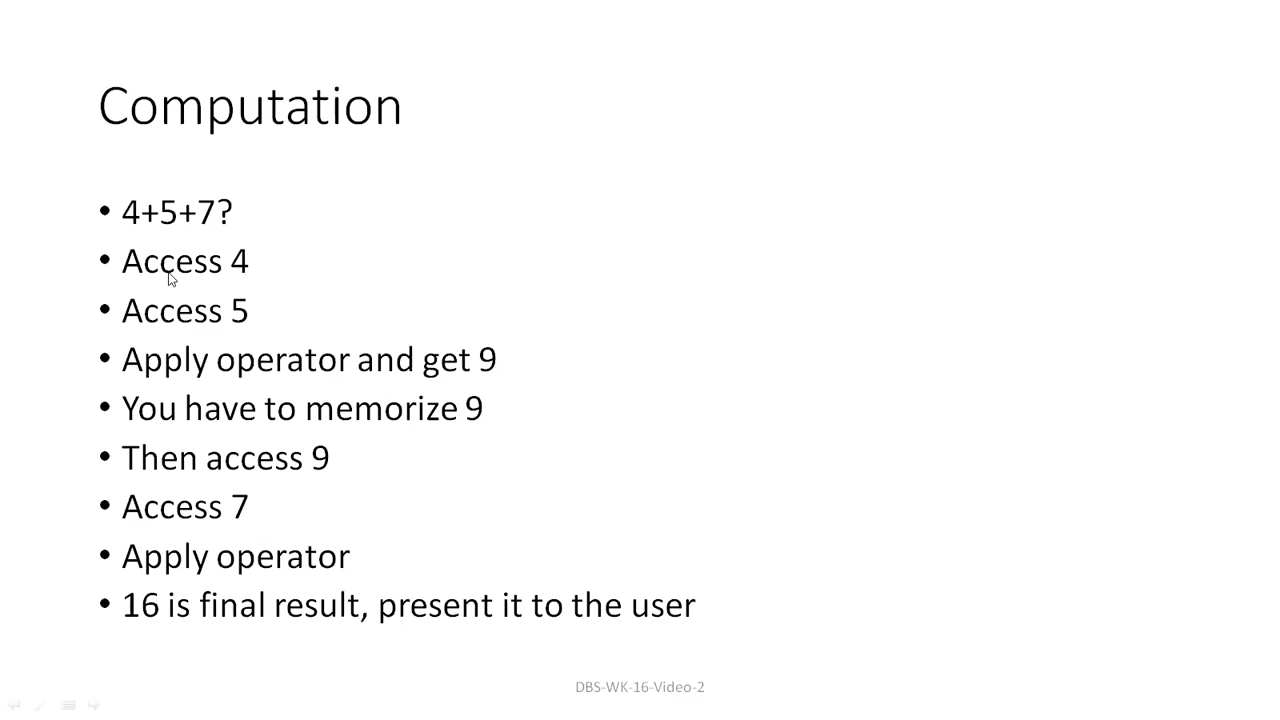 Computation
• 4+5+7?
• Access 4
• Access 5
• Apply operator and get 9
• You have to memorize 9
• Then access 9
• Access 7
• Apply operator
• 16 is final result, present it to the user
DBS-WK-16-Video-2